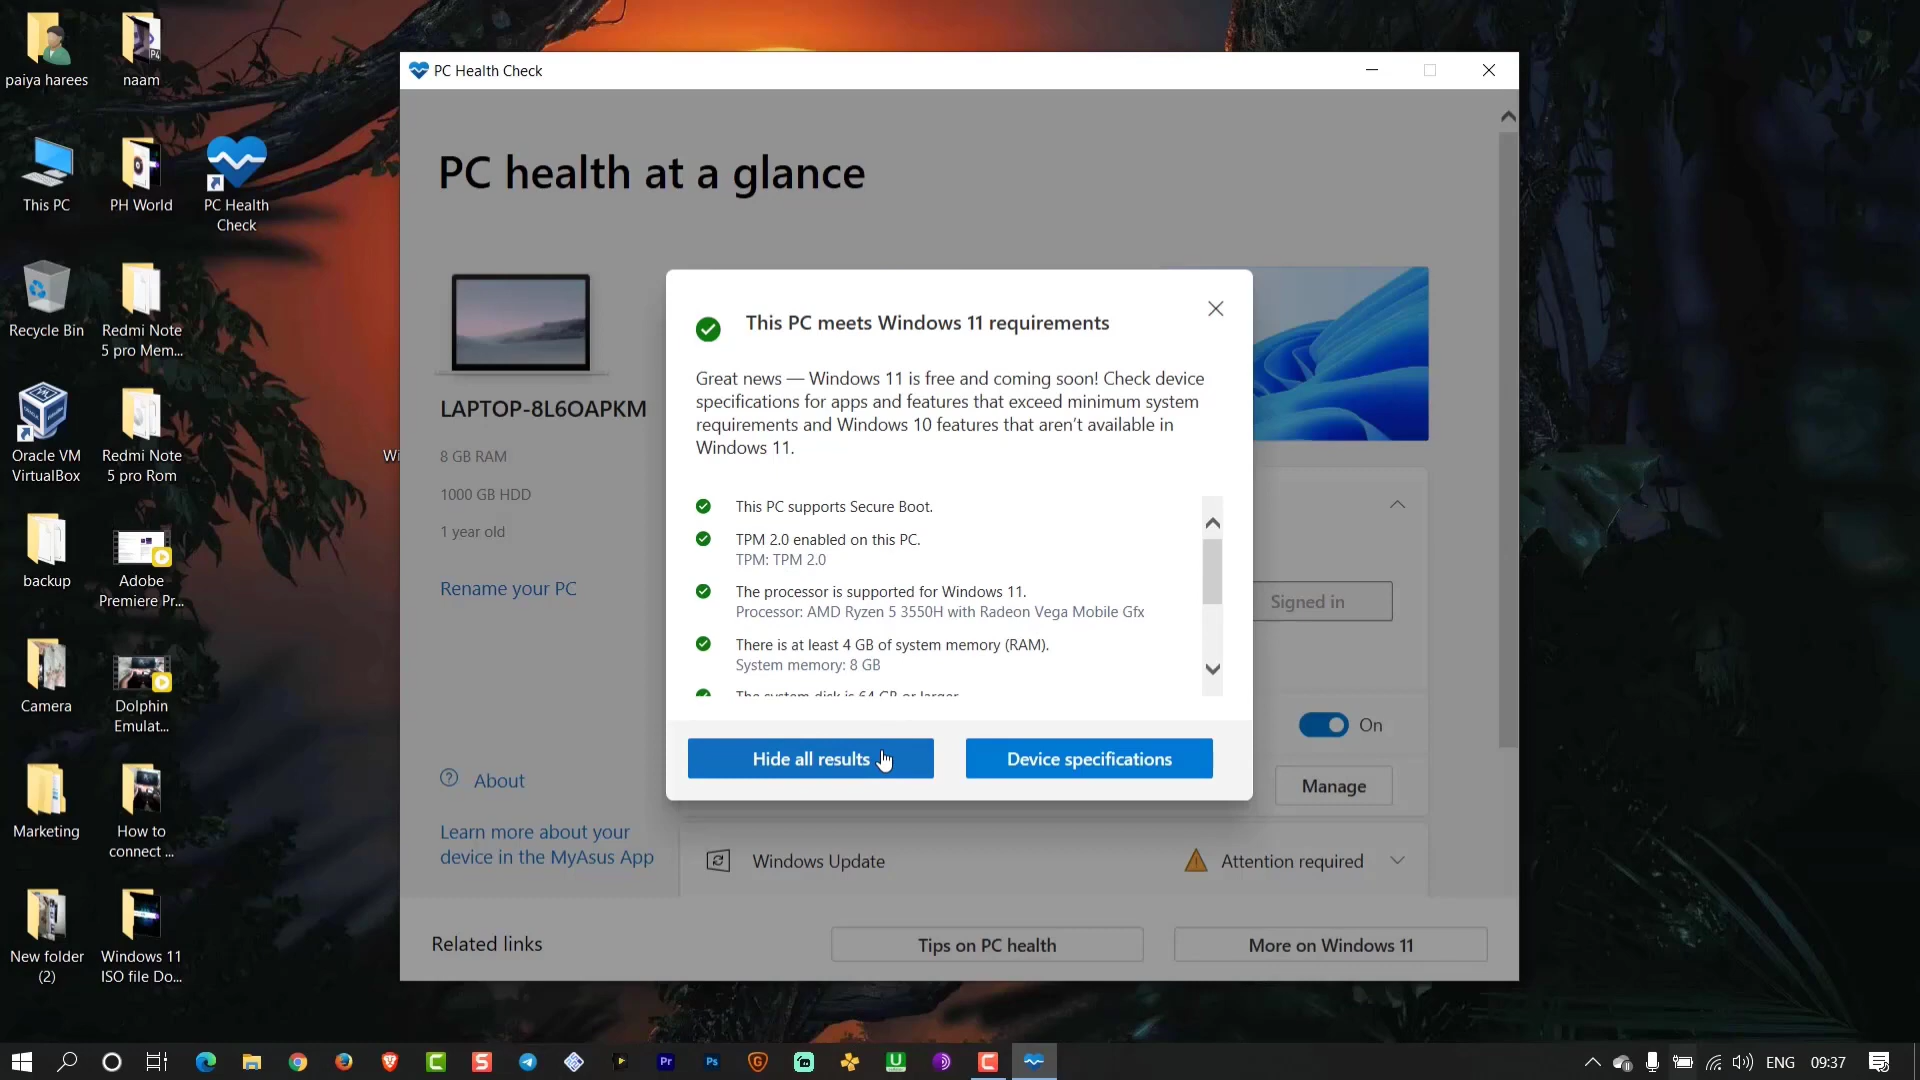 paiya harees
naam
This PC
PH World
PC Health
Check
Recycle Bin
Redmi Note
5 pro Mem...
Oracle VM
VirtualBox
Redmi Note
5 pro Rom
Wi
backup
Adobe
Premiere Pr...
Camera
Dolphin
Emulat...
Marketing
How to
connect ...
New folder
(2)
Windows 11
ISO file Do...
PC Health Check
PC health at a glance
LAPTOP-8L6OAPKM
8 GB RAM
1000 GB HDD
1 year old
Rename your PC
About
Learn more about your
device in the MyAsus App
This PC meets Windows 11 requirements
Great news — Windows 11 is free and coming soon! Check device
specifications for apps and features that exceed minimum system
requirements and Windows 10 features that aren't available in
Windows 11.
This PC supports Secure Boot.
TPM 2.0 enabled on this PC.
TPM: TPM 2.0
The processor is supported for Windows 11.
Processor: AMD Ryzen 5 3550H with Radeon Vega Mobile Gfx
There is at least 4 GB of system memory (RAM).
System memory: 8 GB
The system disk is 64 GB or larger
Hide all results
Device specifications
Signed in
On
Manage
Windows Update
Attention required
Related links
Tips on PC health
More on Windows 11
ENG
09:37